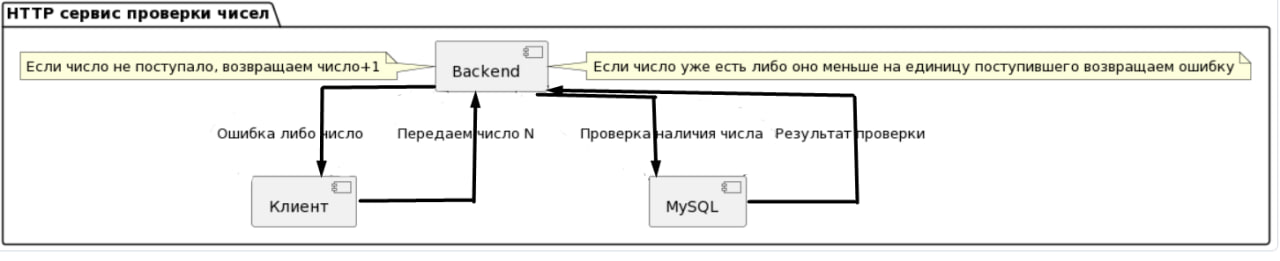 HTTP сервис проверки чисел
Если число не поступало, возвращаем число+1
Backend
Если число уже есть либо оно меньше на единицу поступившего возвращаем ошибку
Ошибка либо число
Передаем число N
Проверка наличия числа
Результат проверки
Клиент
MySQL